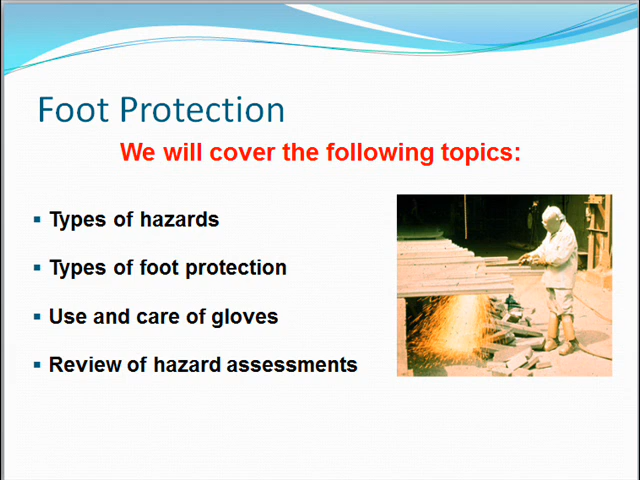 Foot Protection
We will cover the following topics:
Types of hazards
Types of foot protection
Use and care of gloves
Review of hazard assessments